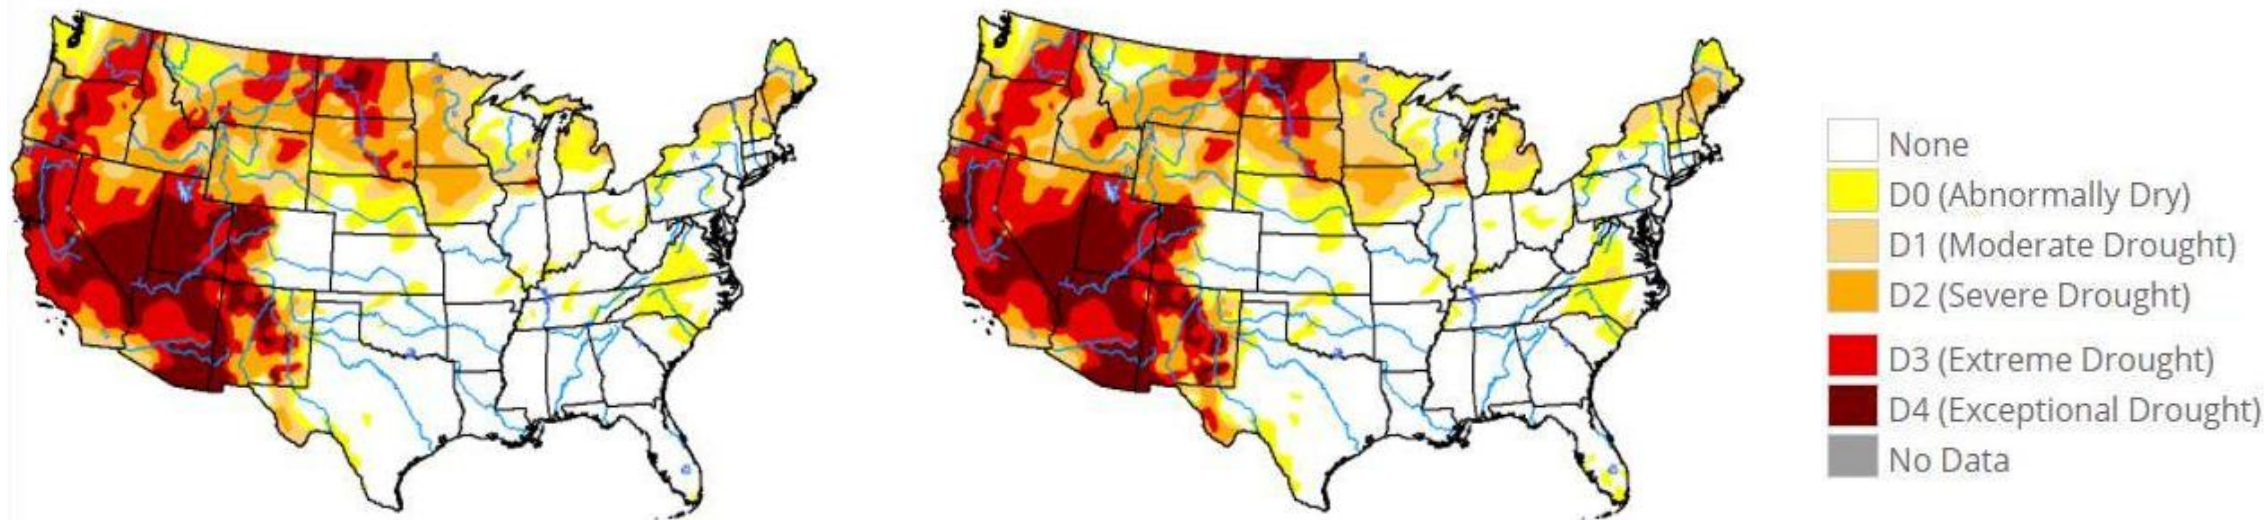 None
D0 (Abnormally Dry)
D1 (Moderate Drought)
D2 (Severe Drought)
D3 (Extreme Drought)
D4 (Exceptional Drought)
No Data